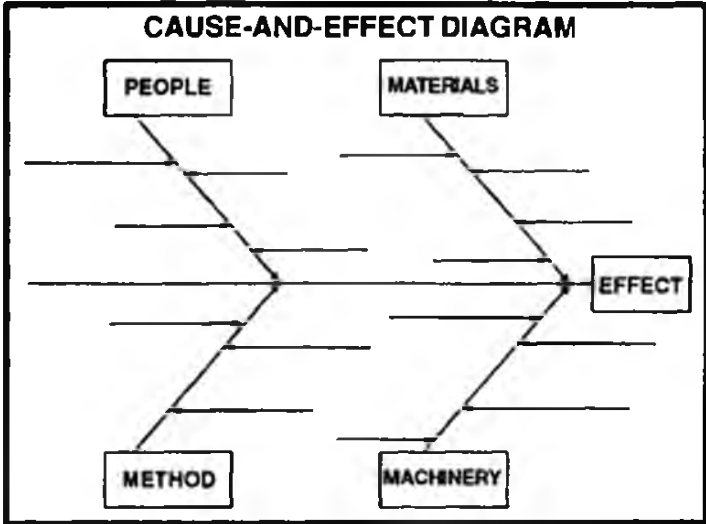 CAUSE-AND-EFFECT DIAGRAM
PEOPLE
MATERIALS
EFFECT
METHOD
MACHINERY